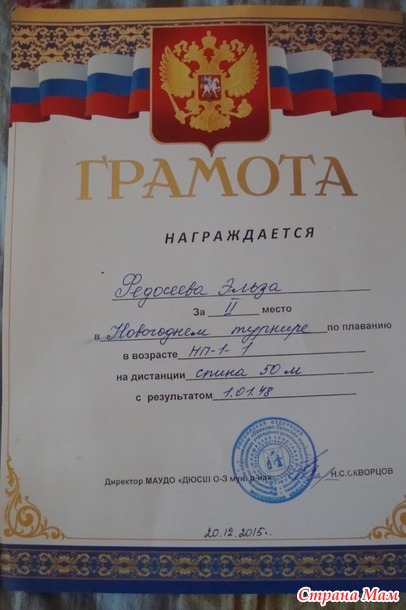 ГРАМОТА
НАГРАЖДАЕТСЯ
Федосеева Эльза
За II место
в Новогоднем турнире по плаванию
в возрасте НП-1-1
на дистанции спина 50 м
с результатом 1.01.48
Директор МАУДО «ДЮСШ О-З мун. р-на» Н.С.СКВОРЦОВ
20.12.2015г.
Страна Мам